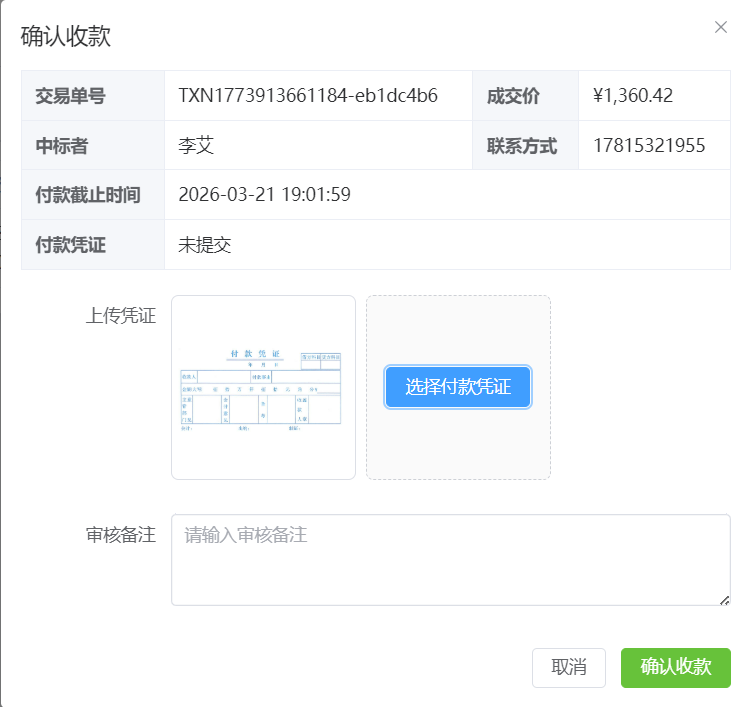 确认收款
交易单号 TXN1773913661184-eb1dc4b6 成交价 ¥1,360.42
中标者 李艾 联系方式 17815321955
付款截止时间 2026-03-21 19:01:59
付款凭证 未提交
上传凭证
付 款 凭 证
年 月 日
选择付款凭证
审核备注 请输入审核备注
取消 确认收款